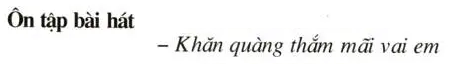 Ôn tập bài hát
– Khăn quàng thắm mãi vai em